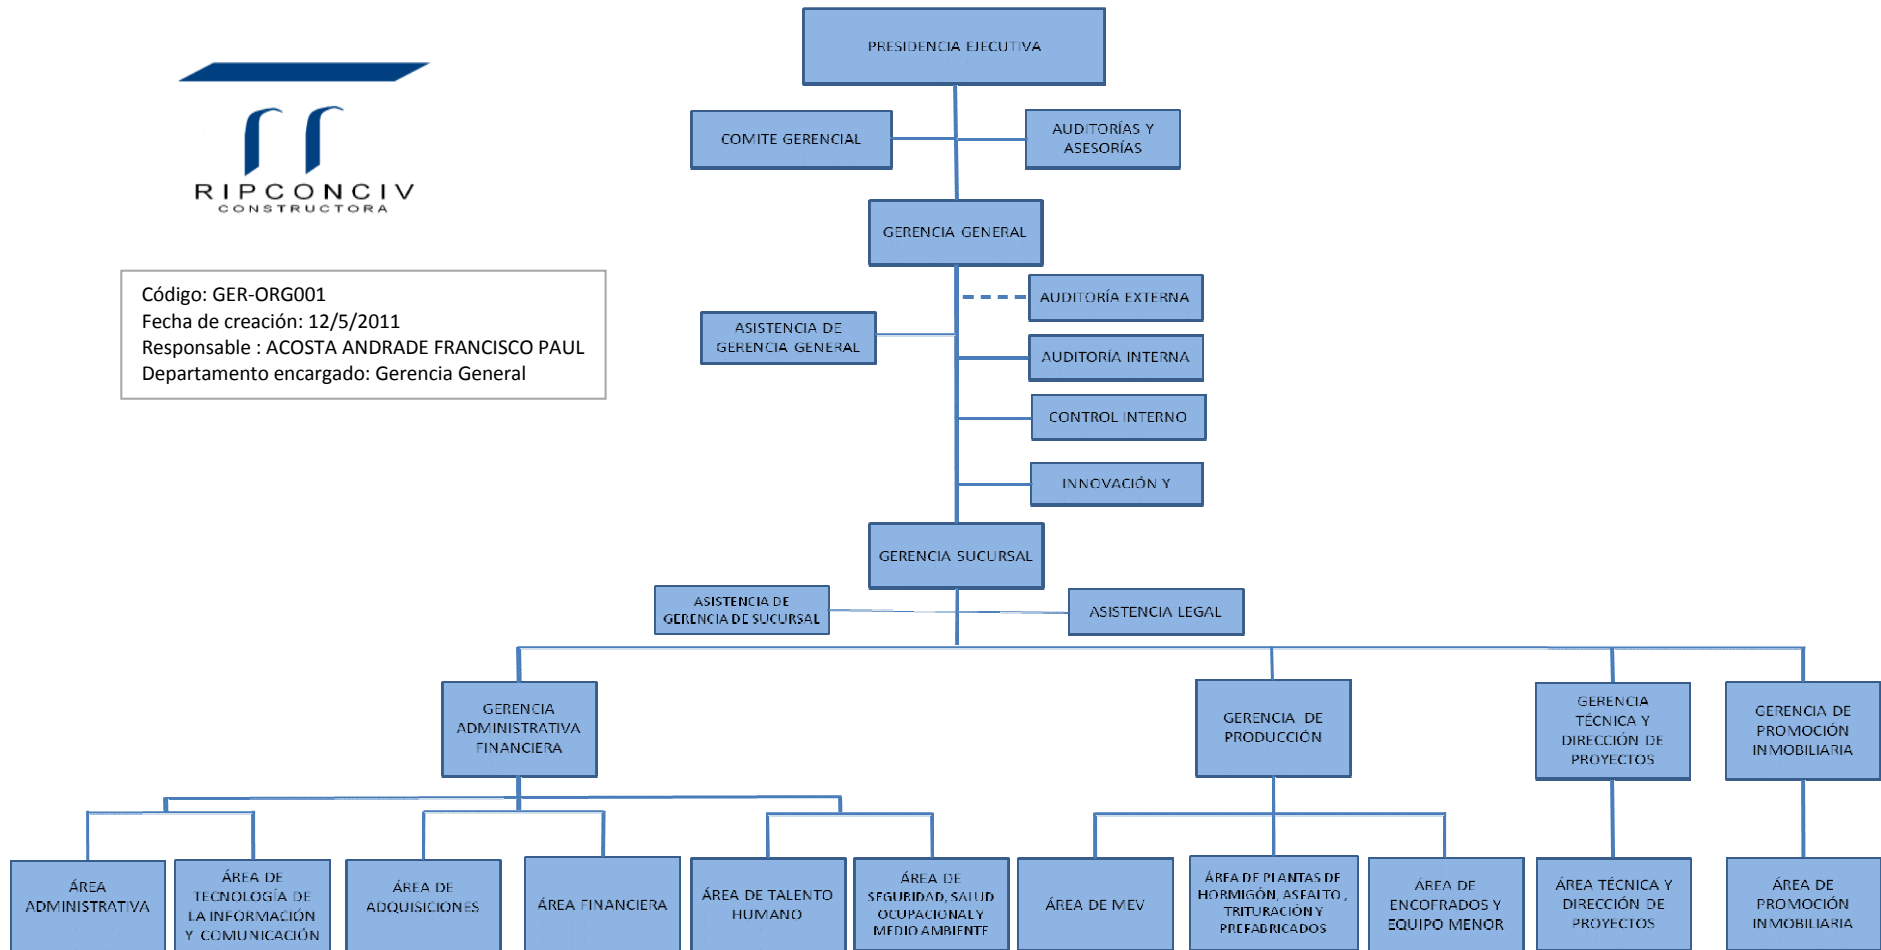 PRESIDENCIA EJECUTIVA
COMITE GERENCIAL
AUDITORÍAS Y
ASESORÍAS
RIPCONCIV
CONSTRUCTORA
GERENCIA GENERAL
Código: GER-ORG001
Fecha de creación: 12/5/2011
Responsable : ACOSTA ANDRADE FRANCISCO PAUL
Departamento encargado: Gerencia General
AUDITORÍA EXTERNA
ASISTENCIA DE
GERENCIA GENERAL
AUDITORÍA INTERNA
CONTROL INTERNO
INNOVACIÓN Y
GERENCIA SUCURSAL
ASISTENCIA DE
GERENCIA DE SUCURSAL
ASISTENCIA LEGAL
GERENCIA
ADMINISTRATIVA
FINANCIERA
GERENCIA DE
PRODUCCIÓN
GERENCIA
TÉCNICA Y
DIRECCIÓN DE
PROYECTOS
GERENCIA DE
PROMOCIÓN
INMOBILIARIA
ÁREA
ADMINISTRATIVA
ÁREA DE
TECNOLOGÍA DE
LA INFORMACIÓN
Y COMUNICACIÓN
ÁREA DE
ADQUISICIONES
ÁREA FINANCIERA
ÁREA DE TALENTO
HUMANO
ÁREA DE
SEGURIDAD, SALUD
OCUPACIONAL Y
MEDIO AMBIENTE
ÁREA DE MEV
ÁREA DE PLANTAS DE
HORMIGÓN, ASFALTO ,
TRITURACIÓN Y
PREFABRICADOS
ÁREA DE
ENCOFRADOS Y
EQUIPO MENOR
ÁREA TÉCNICA Y
DIRECCIÓN DE
PROYECTOS
ÁREA DE
PROMOCIÓN
INMOBILIARIA